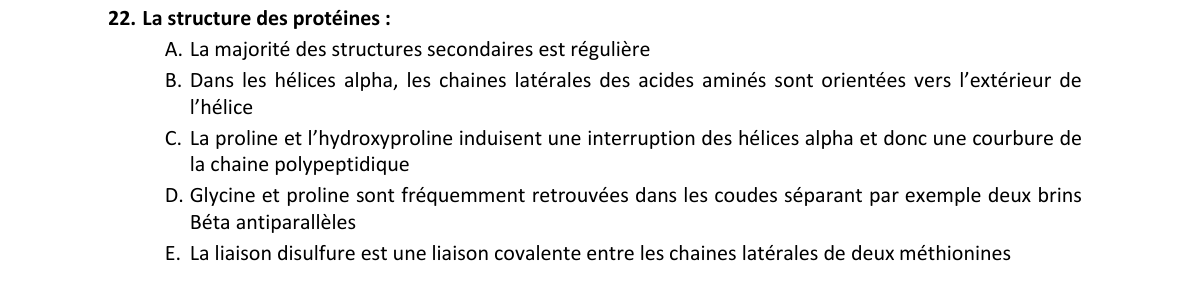 22. La structure des protéines :
A. La majorité des structures secondaires est régulière
B. Dans les hélices alpha, les chaines latérales des acides aminés sont orientées vers l’extérieur de
l’hélice
C. La proline et l’hydroxyproline induisent une interruption des hélices alpha et donc une courbure de
la chaine polypeptidique
D. Glycine et proline sont fréquemment retrouvées dans les coudes séparant par exemple deux brins
Béta antiparallèles
E. La liaison disulfure est une liaison covalente entre les chaines latérales de deux méthionines